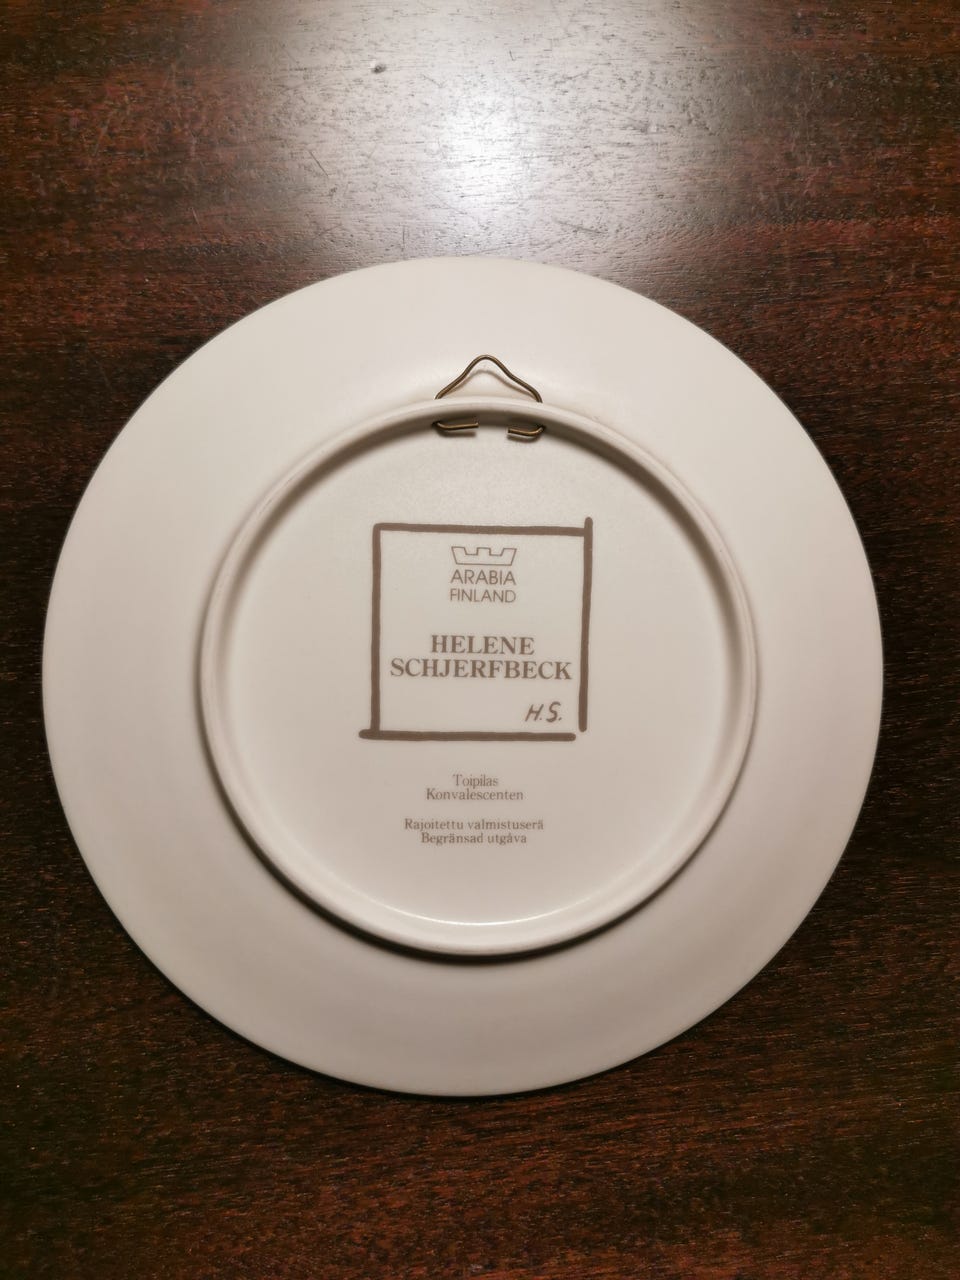 ARABIA
FINLAND
HELENE
SCHJERFBECK
H.S.
Toipilas
Konvalescenten
Rajoitettu valmistuserä
Begränsad utgåva